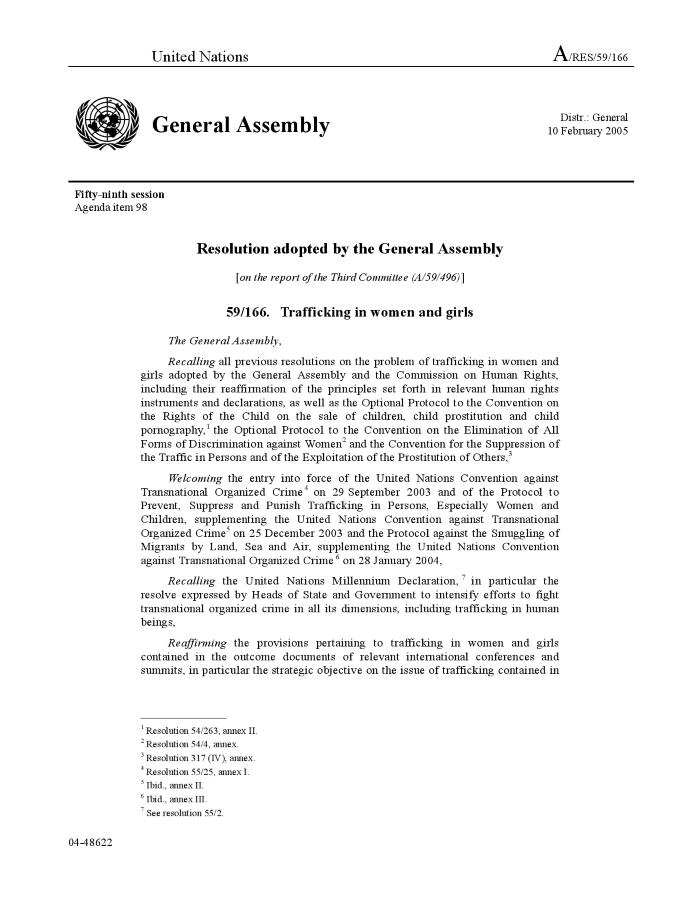 United Nations A/RES/59/166
General Assembly
Distr.: General
10 February 2005
Fifty-ninth session
Agenda item 98
Resolution adopted by the General Assembly
[on the report of the Third Committee (A/59/496)]
59/166. Trafficking in women and girls
The General Assembly,
Recalling all previous resolutions on the problem of trafficking in women and
girls adopted by the General Assembly and the Commission on Human Rights,
including their reaffirmation of the principles set forth in relevant human rights
instruments and declarations, as well as the Optional Protocol to the Convention on
the Rights of the Child on the sale of children, child prostitution and child
pornography,1 the Optional Protocol to the Convention on the Elimination of All
Forms of Discrimination against Women2 and the Convention for the Suppression of
the Traffic in Persons and of the Exploitation of the Prostitution of Others,3
Welcoming the entry into force of the United Nations Convention against
Transnational Organized Crime4 on 29 September 2003 and of the Protocol to
Prevent, Suppress and Punish Trafficking in Persons, Especially Women and
Children, supplementing the United Nations Convention against Transnational
Organized Crime5 on 25 December 2003 and the Protocol against the Smuggling of
Migrants by Land, Sea and Air, supplementing the United Nations Convention
against Transnational Organized Crime6 on 28 January 2004,
Recalling the United Nations Millennium Declaration,7 in particular the
resolve expressed by Heads of State and Government to intensify efforts to fight
transnational organized crime in all its dimensions, including trafficking in human
beings,
Reaffirming the provisions pertaining to trafficking in women and girls
contained in the outcome documents of relevant international conferences and
summits, in particular the strategic objective on the issue of trafficking contained in
1 Resolution 54/263, annex II.
2 Resolution 54/4, annex.
3 Resolution 317 (IV), annex.
4 Resolution 55/25, annex I.
5 Ibid., annex II.
6 Ibid., annex III.
7 See resolution 55/2.
04-48622